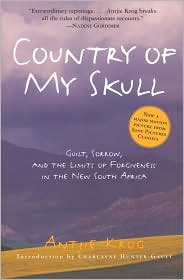 "Extraordinary reportage.... Antjie Krog breaks all the rules of dispassionate recounts."
—Nadine Gordimer
Country of
My Skull
Now a
major motion
picture from
Sony Pictures
Classics
Guilt, Sorrow,
and the Limits of Forgiveness
in the New South Africa
Antjie Krog
Introduction by Charlayne Hunter-Gault